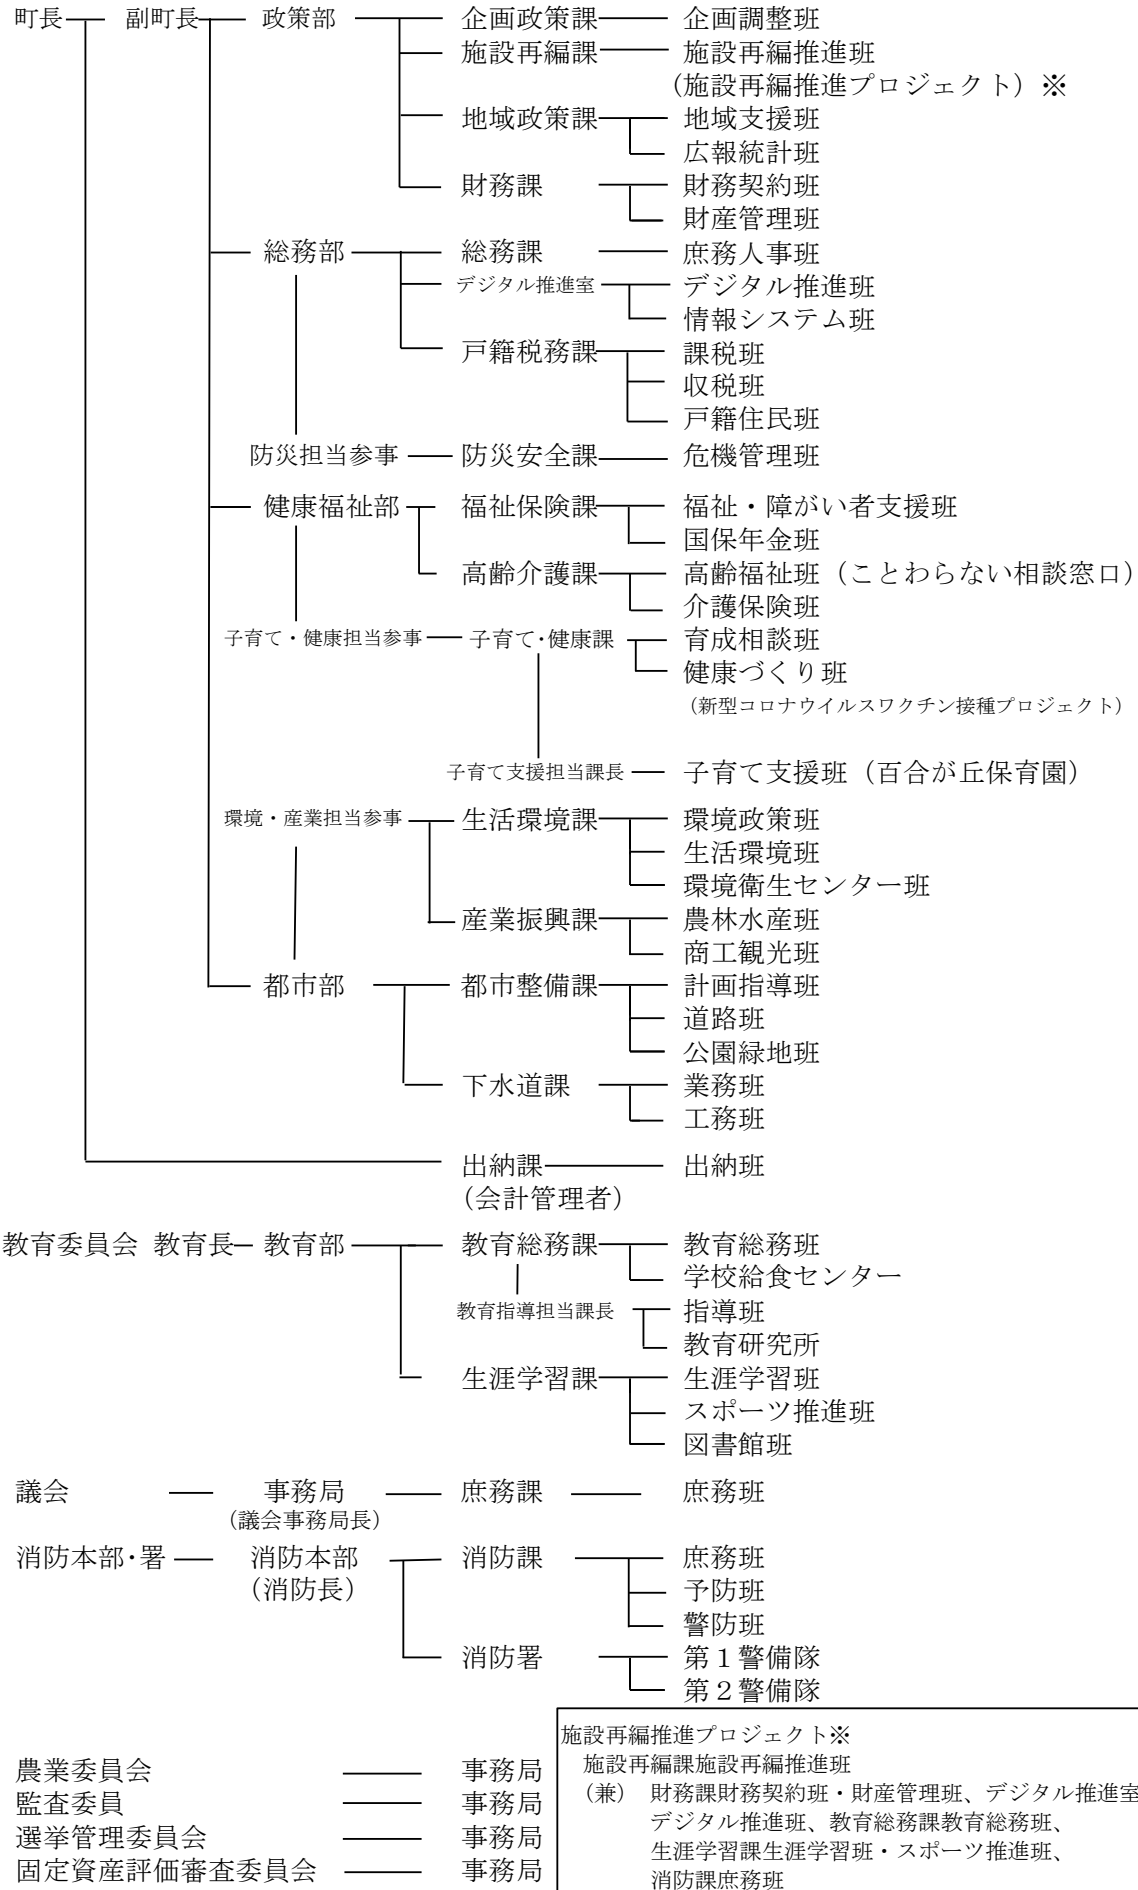 町長 副町長 政策部 企画政策課 企画調整班
施設再編課 施設再編推進班
(施設再編推進プロジェクト)※
地域政策課 地域支援班
広報統計班
財務課 財務契約班
財産管理班
総務部 総務課 庶務人事班
デジタル推進室 デジタル推進班
情報システム班
戸籍税務課 課税班
収税班
戸籍住民班
防災担当参事 防災安全課 危機管理班
健康福祉部 福祉保険課 福祉・障がい者支援班
国保年金班
高齢介護課 高齢福祉班(ことわらない相談窓口)
介護保険班
子育て・健康担当参事 子育て・健康課 育成相談班
健康づくり班
(新型コロナウイルスワクチン接種プロジェクト)
子育て支援担当課長 子育て支援班(百合が丘保育園)
環境・産業担当参事 生活環境課 環境政策班
生活環境班
環境衛生センター班
産業振興課 農林水産班
商工観光班
都市部 都市整備課 計画指導班
道路班
公園緑地班
下水道課 業務班
工務班
出納課 出納班
(会計管理者)
教育委員会 教育長 教育部 教育総務課 教育総務班
学校給食センター
教育指導担当課長 指導班
教育研究所
生涯学習課 生涯学習班
スポーツ推進班
図書館班
議会 事務局 庶務課 庶務班
(議会事務局長)
消防本部・署 消防本部 消防課 庶務班
(消防長) 予防班
警防班
消防署 第1警備隊
第2警備隊
農業委員会 事務局
監査委員 事務局
選挙管理委員会 事務局
固定資産評価審査委員会 事務局
施設再編推進プロジェクト※
施設再編課施設再編推進班
(兼) 財務課財務契約班・財産管理班、デジタル推進室
デジタル推進班、教育総務課教育総務班、
生涯学習課生涯学習班・スポーツ推進班、
消防課庶務班